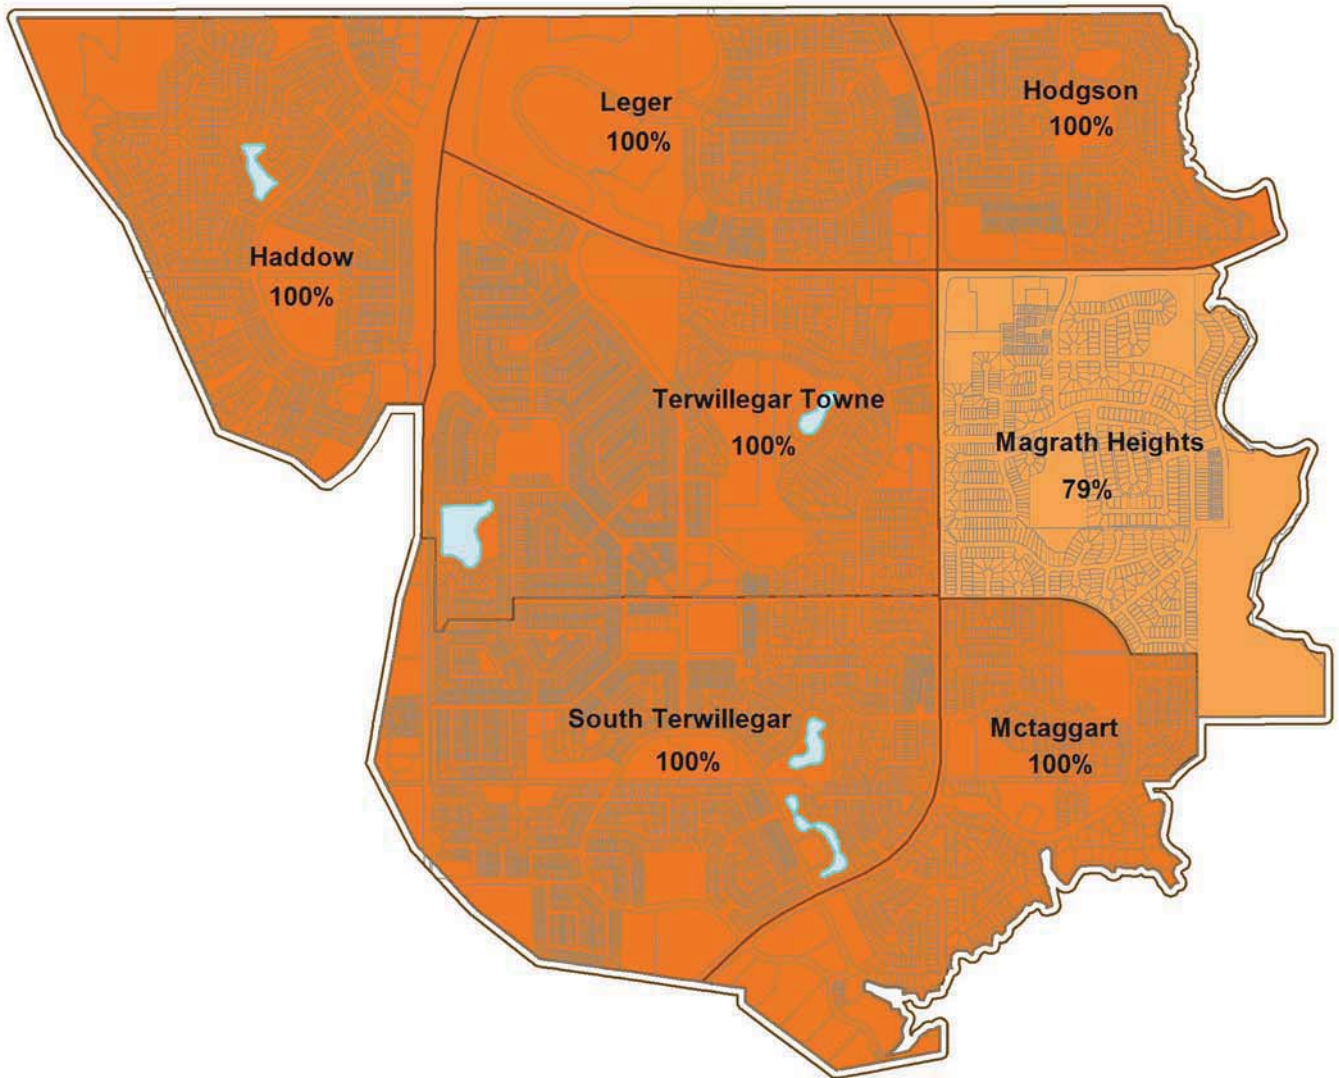 Leger
100%
Hodgson
100%
Haddow
100%
Terwillegar Towne
100%
Magrath Heights
79%
South Terwillegar
100%
Mctaggart
100%